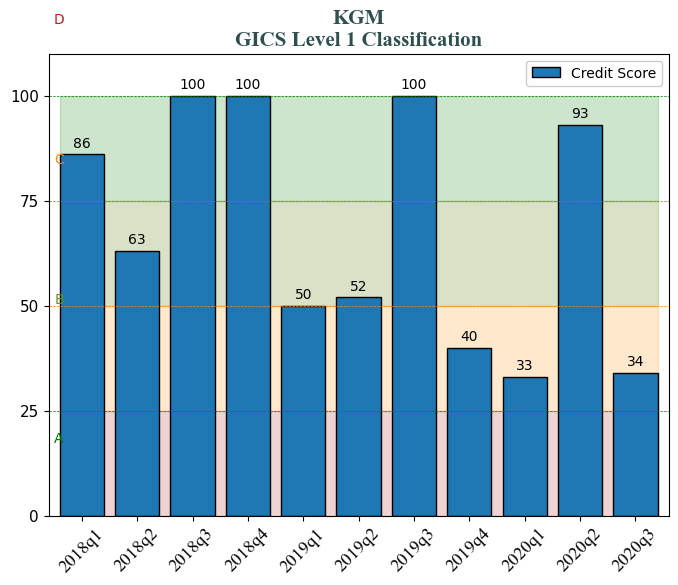 D
KGM
GICS Level 1 Classification
Credit Score
100
75
50
25
0
C
B
A
86
63
100
100
50
52
100
40
33
93
34
2018q1
2018q2
2018q3
2018q4
2019q1
2019q2
2019q3
2019q4
2020q1
2020q2
2020q3